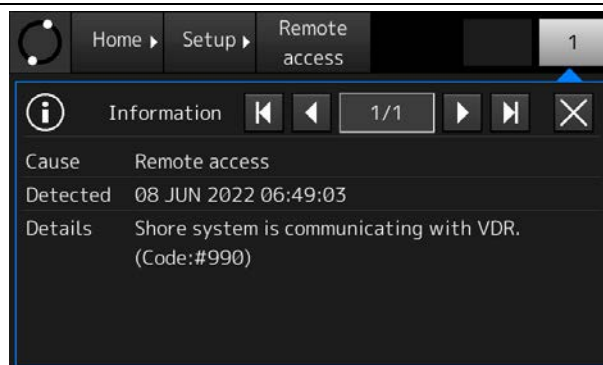 Home Setup Remote access 1
Information 1/1
Cause Remote access
Detected 08 JUN 2022 06:49:03
Details Shore system is communicating with VDR.
(Code:#990)